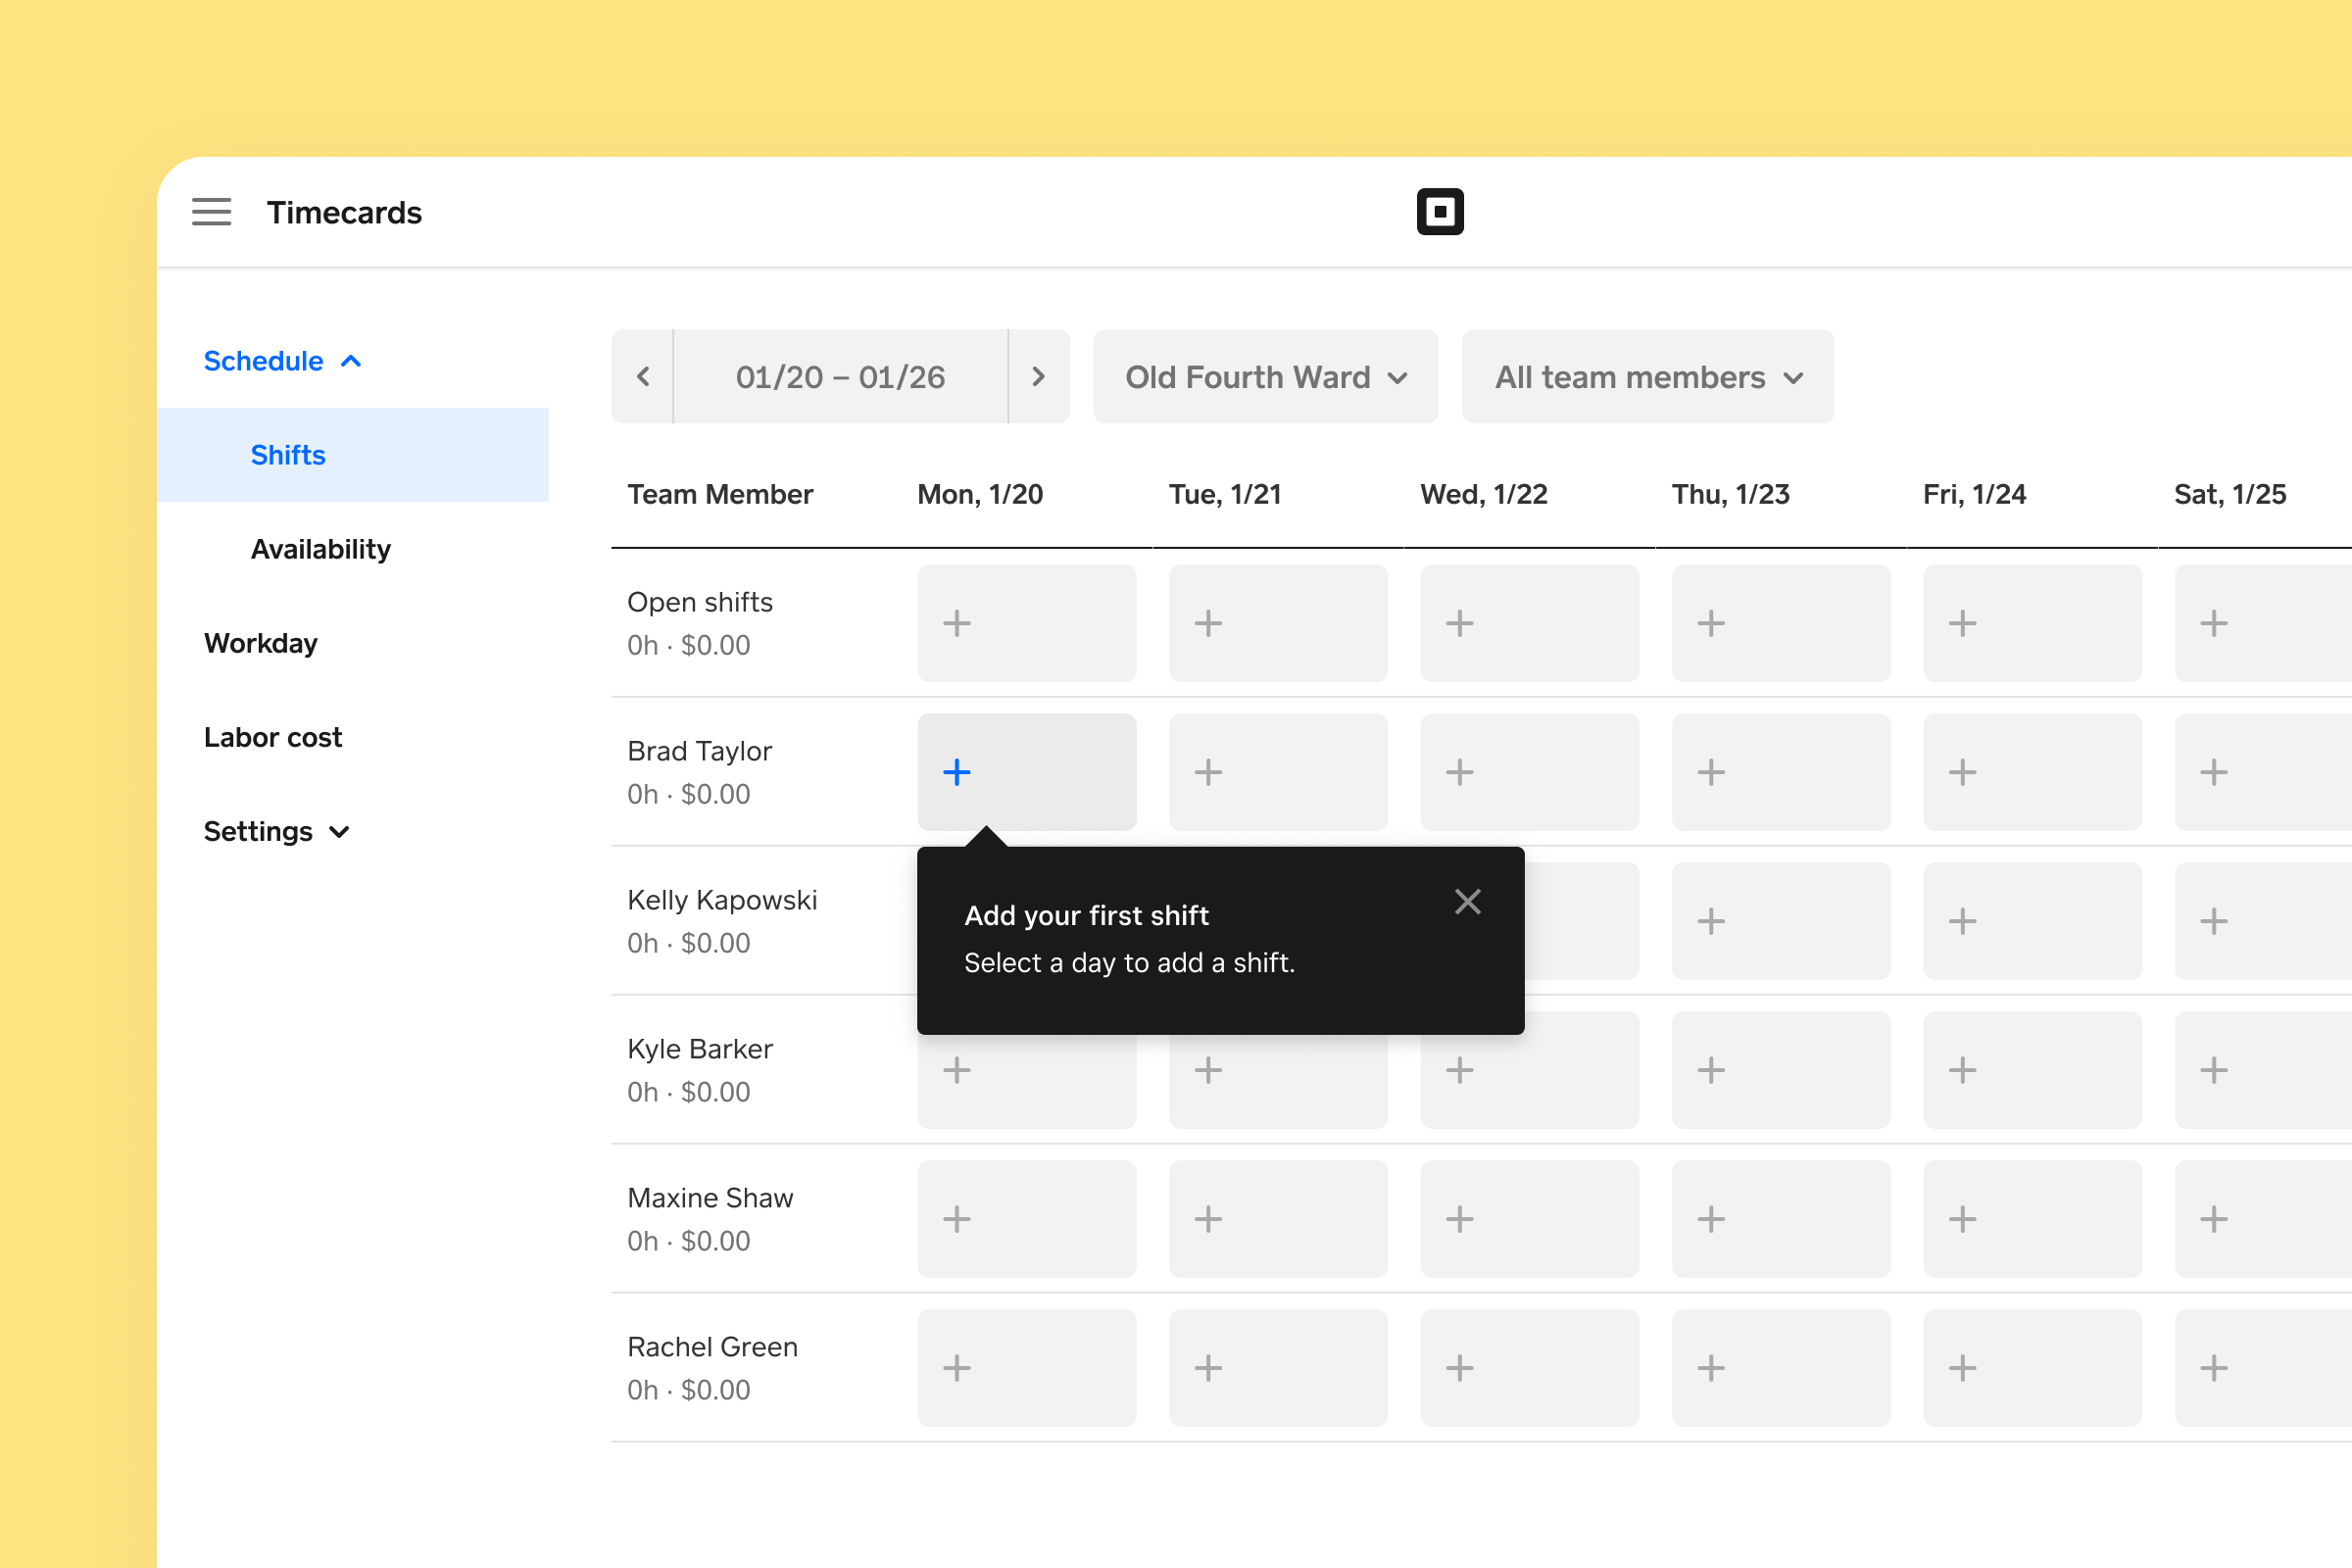 Timecards
Schedule
Shifts
Availability
Workday
Labor cost
Settings
01/20 – 01/26
Old Fourth Ward
All team members
Team Member Mon, 1/20 Tue, 1/21 Wed, 1/22 Thu, 1/23 Fri, 1/24 Sat, 1/25
Open shifts
0h · $0.00
Brad Taylor
0h · $0.00
Kelly Kapowski
0h · $0.00
Add your first shift
Select a day to add a shift.
Kyle Barker
0h · $0.00
Maxine Shaw
0h · $0.00
Rachel Green
0h · $0.00